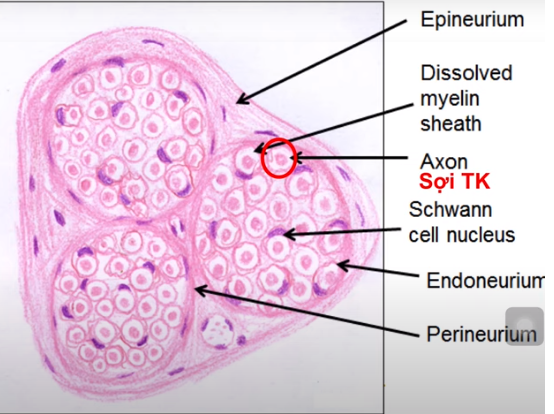 Epineurium
Dissolved
myelin
sheath
Axon
Sợi TK
Schwann
cell nucleus
Endoneurium
Perineurium